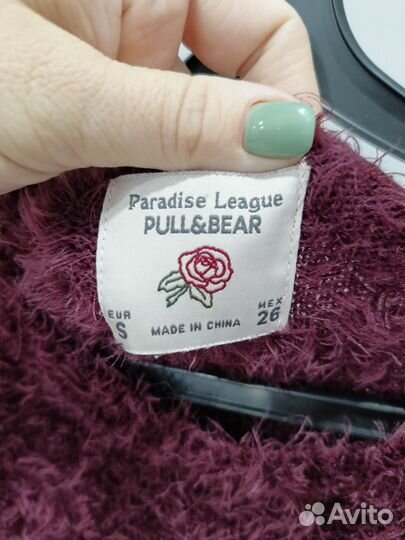 Paradise League
PULL&BEAR
EUR
S
MEX
26
MADE IN CHINA
Avito